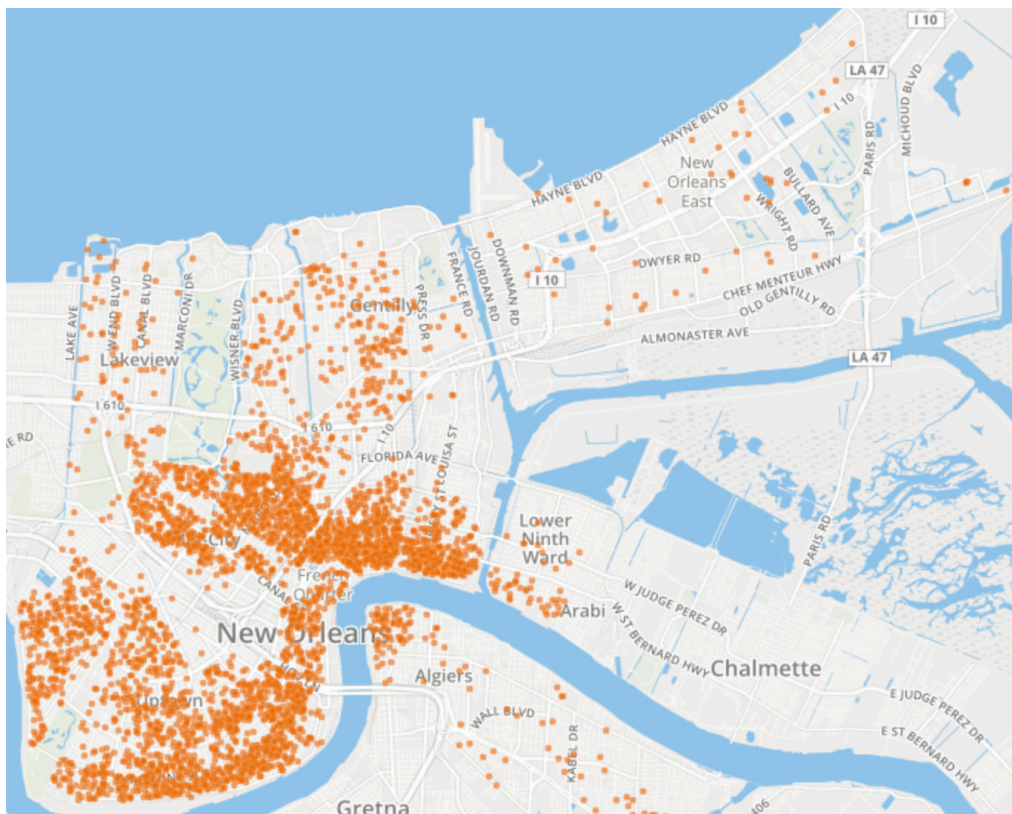 I 10
LA 47
MICHOUD BLVD
I 10
HAYNE BLVD
PARIS RD
New
Orleans
East
HAYNE BLVD
BULLARD AVE
WRIGHT RD
DOWNMAN RD
JOURDAN RD
FRANCE RD
DWYER RD
I 10
CHEF MENTEUR HWY
OLD GENTILLY RD
PRESS DR
Gentilly
MARCONI DR
CANAL BLVD
W END BLVD
LAKE AVE
WISNER BLVD
ALMONASTER AVE
LA 47
Lakeview
I 610
I 610
I 10
FLORIDA AVE
LOUISA ST
Lower
Ninth
Ward
PARIS RD
City
French
Quarter
CANAL
W JUDGE PEREZ DR
Arabi
W ST BERNARD HWY
New Orleans
Algiers
Chalmette
Uptown
WALL BLVD
KABEL DR
E JUDGE PEREZ DR
E ST BERNARD HWY
Gretna
406